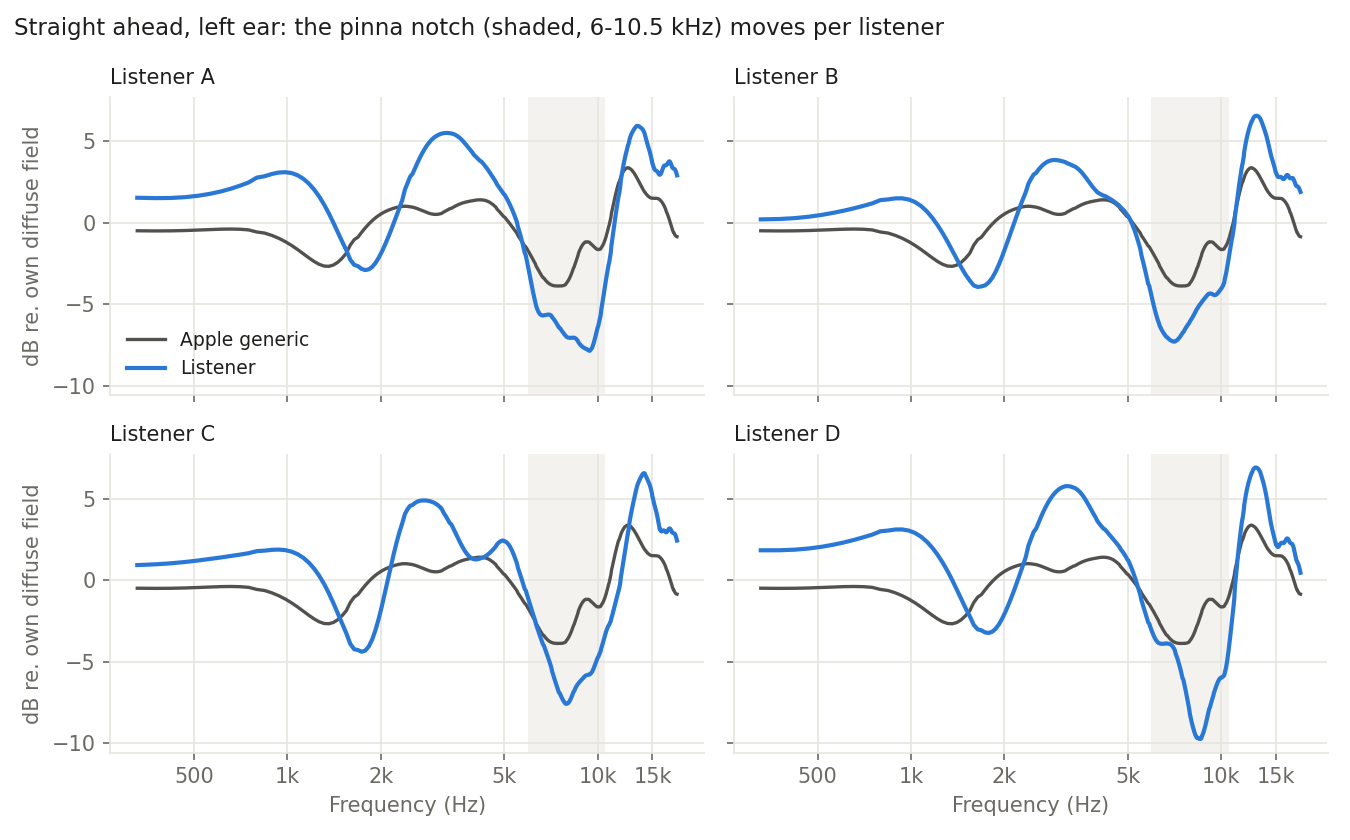 Straight ahead, left ear: the pinna notch (shaded, 6-10.5 kHz) moves per listener
Listener A
Listener B
dB re. own diffuse field
5
0
−5
−10
Apple generic
Listener
Listener C
Listener D
dB re. own diffuse field
5
0
−5
−10
500 1k 2k 5k 10k 15k
500 1k 2k 5k 10k 15k
Frequency (Hz)
Frequency (Hz)